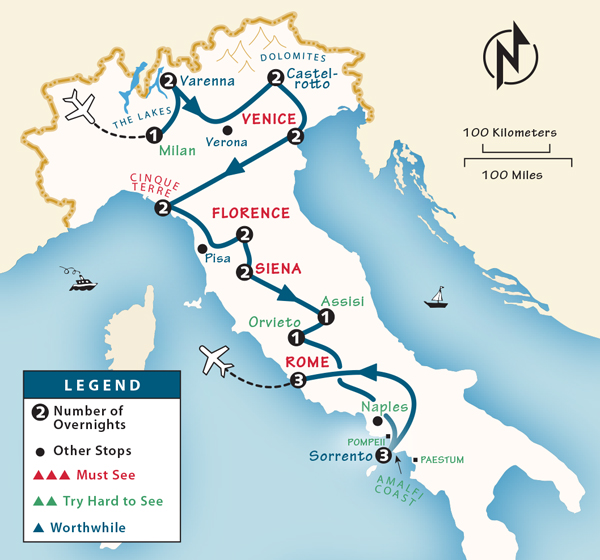 DOLOMITES
N
2 Varenna
2 Castel-
rotto
THE LAKES
1
Milan
Verona
VENICE
2
100 Kilometers
100 Miles
CINQUE
TERRE
2
FLORENCE
2
Pisa
2 SIENA
Assisi
1
Orvieto
1
ROME
3
Naples
POMPEII
Sorrento 3
PAESTUM
AMALFI
COAST
LEGEND
2 Number of
Overnights
Other Stops
Must See
Try Hard to See
Worthwhile